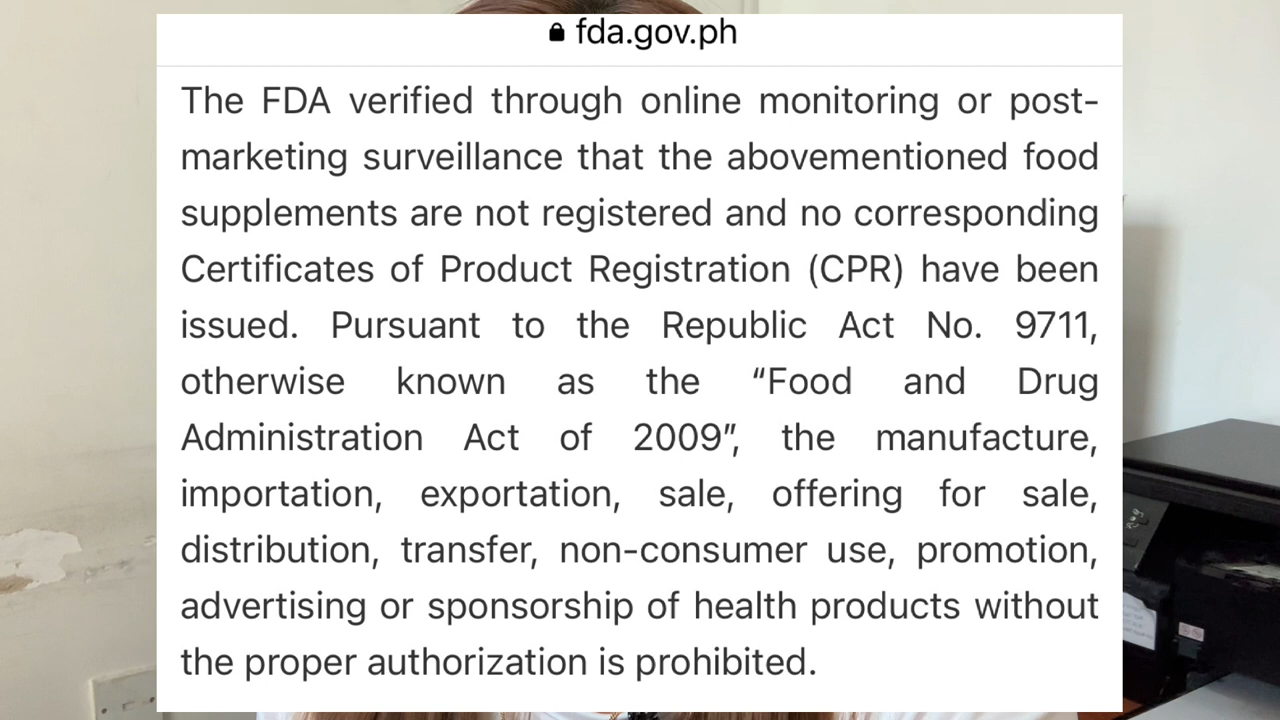 fda.gov.ph
The FDA verified through online monitoring or post-
marketing surveillance that the abovementioned food
supplements are not registered and no corresponding
Certificates of Product Registration (CPR) have been
issued. Pursuant to the Republic Act No. 9711,
otherwise known as the “Food and Drug
Administration Act of 2009”, the manufacture,
importation, exportation, sale, offering for sale,
distribution, transfer, non-consumer use, promotion,
advertising or sponsorship of health products without
the proper authorization is prohibited.